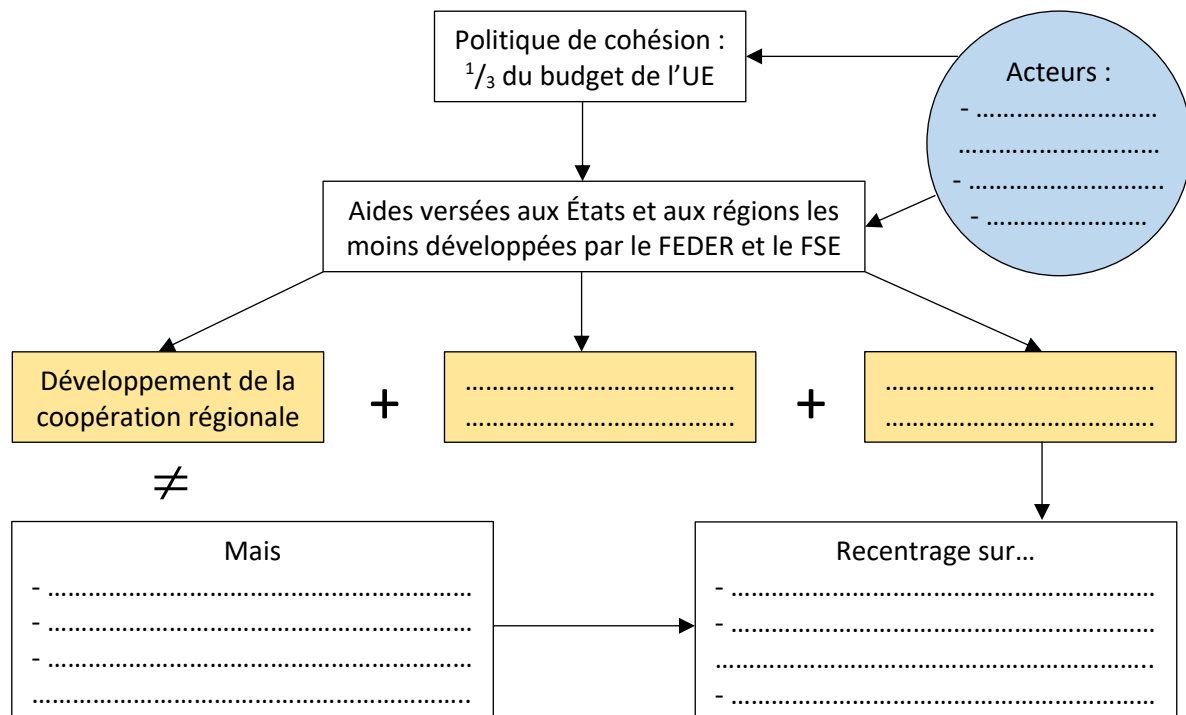 Politique de cohésion :
1/3 du budget de l’UE
Acteurs :
- ………………………
…………………………
- ………………………..
- ……………………
Aides versées aux États et aux régions les
moins développées par le FEDER et le FSE
Développement de la
coopération régionale
+
………………………………….
………………………………….
+
………………………………….
………………………………….
≠
Mais
- ………………………………………………………
- ………………………………………………………
- ………………………………………………………
………………………………………………………..
Recentrage sur…
- ………………………………………………………
- ………………………………………………………
………………………………………………………..
- ………………………………………………………